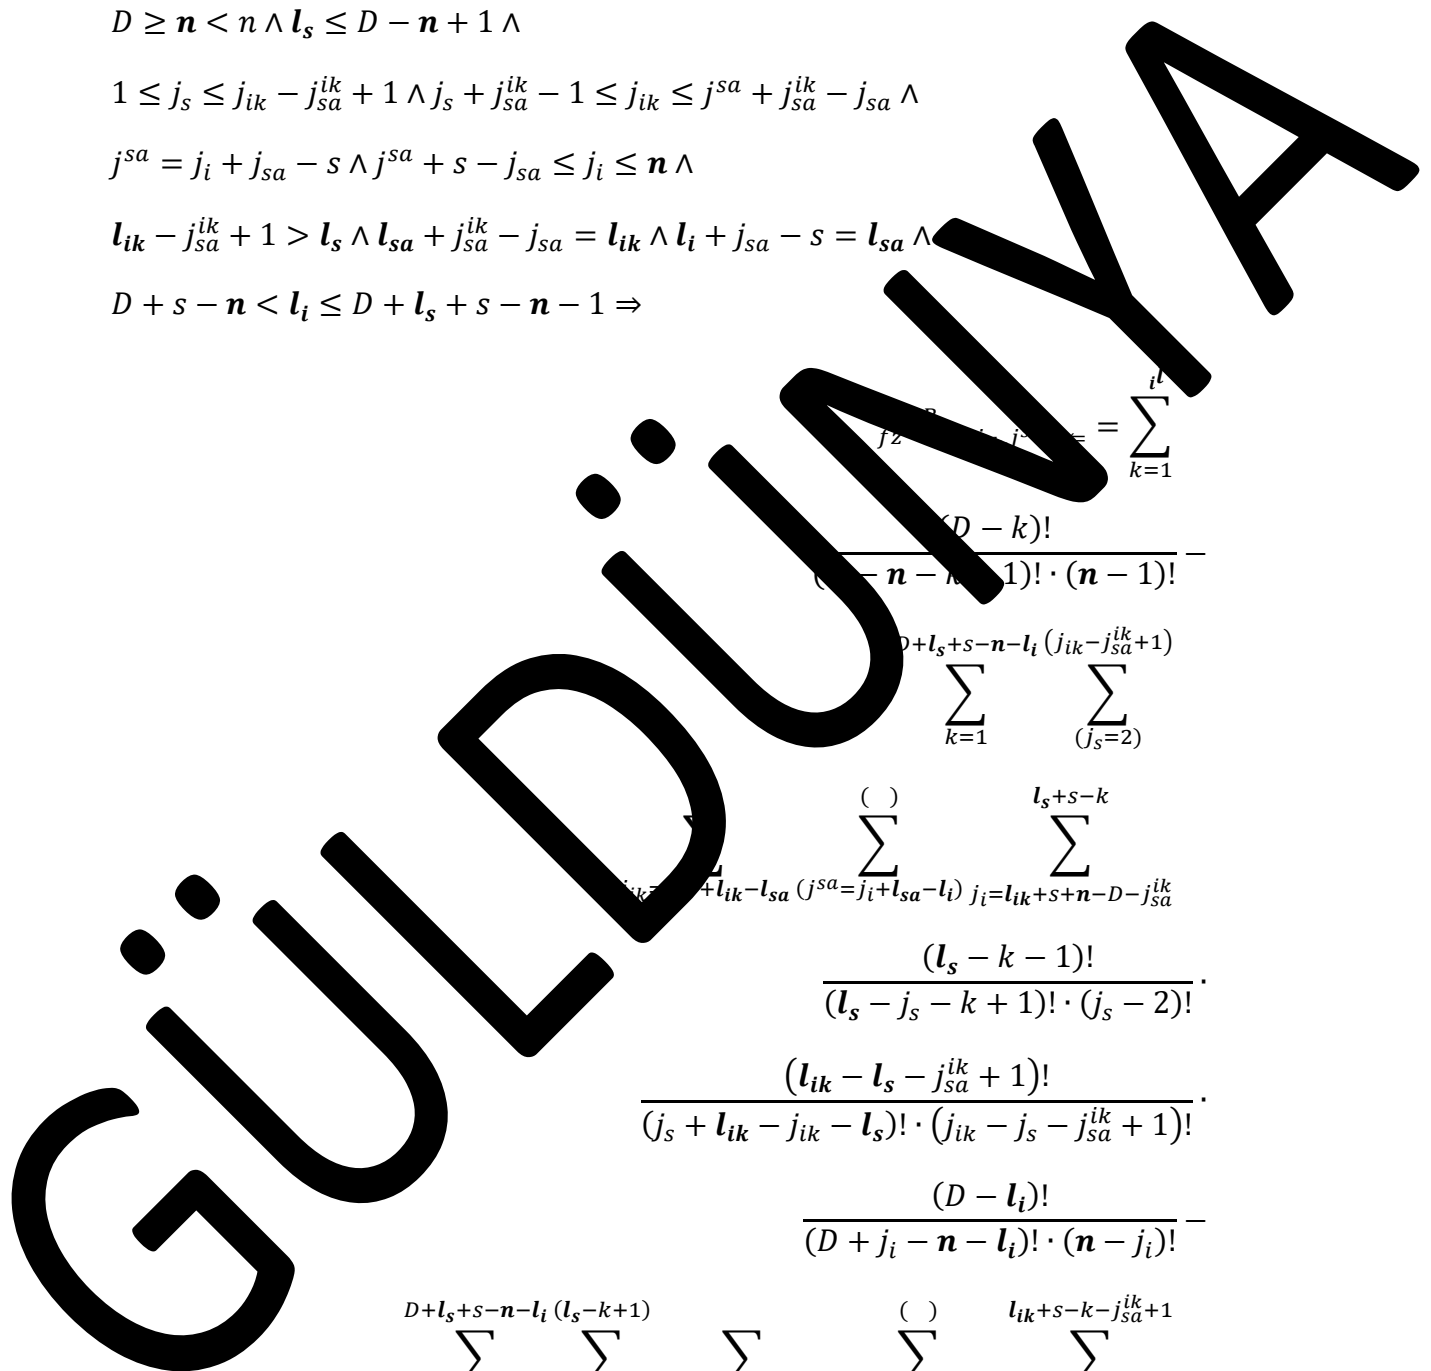 D ≥ n < n ∧ l_s ≤ D − n + 1 ∧
1 ≤ j_s ≤ j_ik − j_sa^ik + 1 ∧ j_s + j_sa^ik − 1 ≤ j_ik ≤ j^sa + j_sa^ik − j_sa ∧
j^sa = j_i + j_sa − s ∧ j^sa + s − j_sa ≤ j_i ≤ n ∧
l_ik − j_sa^ik + 1 > l_s ∧ l_sa + j_sa^ik − j_sa = l_ik ∧ l_i + j_sa − s = l_sa ∧
D + s − n < l_i ≤ D + l_s + s − n − 1 ⇒
i^l
= ∑
k=1
(D − k)!
− n − 1)! · (n − 1)! −
D+l_s+s−n−l_i (j_ik−j_sa^ik+1)
∑ ∑
k=1 (j_s=2)
( ) l_s+s−k
∑ ∑ ∑
+l_ik−l_sa (j^sa=j_i+l_sa−l_i) j_i=l_ik+s+n−D−j_sa^ik
(l_s − k − 1)!
(l_s − j_s − k + 1)! · (j_s − 2)! ·
(l_ik − l_s − j_sa^ik + 1)!
(j_s + l_ik − j_ik − l_s)! · (j_ik − j_s − j_sa^ik + 1)! ·
(D − l_i)!
(D + j_i − n − l_i)! · (n − j_i)! −
D+l_s+s−n−l_i (l_s−k+1) ( ) l_ik+s−k−j_sa^ik+1
∑ ∑ ∑ ∑ ∑
GÜLDÜNYA